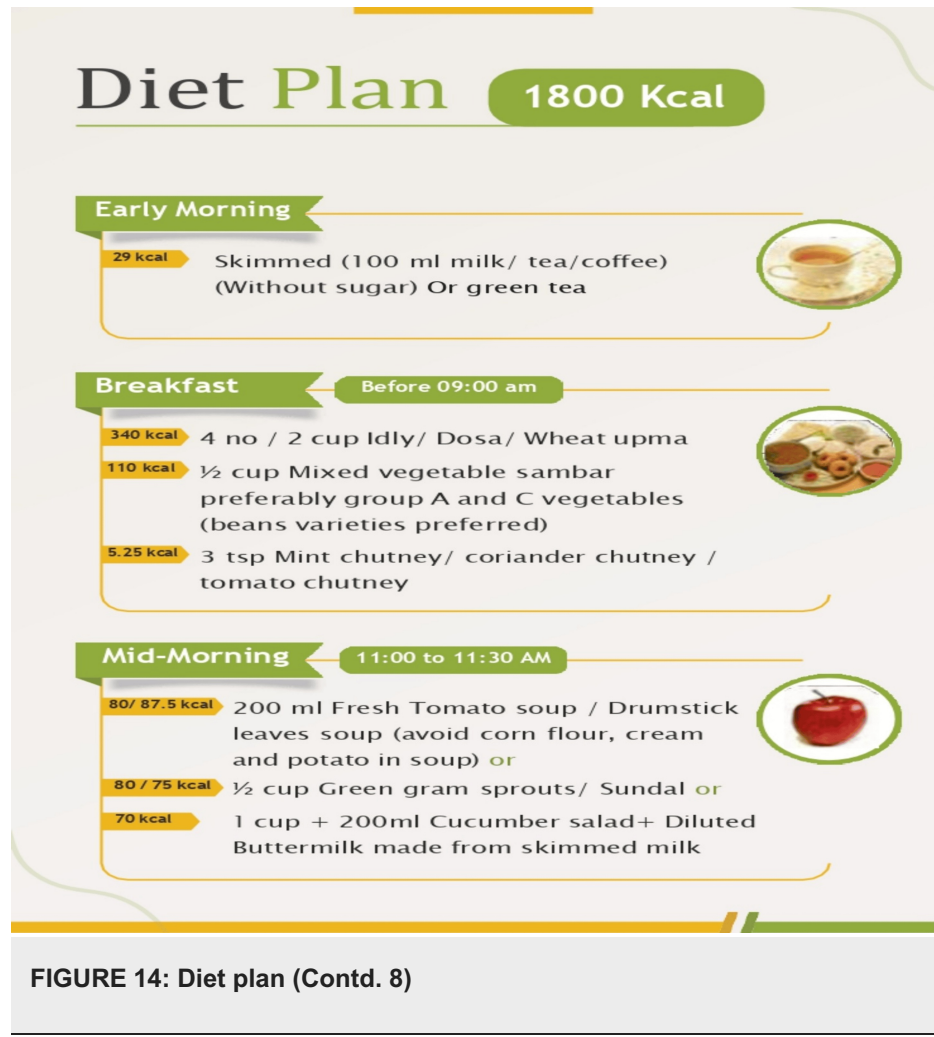 Diet Plan 1800 Kcal
Early Morning
29 kcal Skimmed (100 ml milk/ tea/coffee)
(Without sugar) Or green tea
Breakfast Before 09:00 am
340 kcal 4 no / 2 cup Idly/ Dosa/ Wheat upma
110 kcal ½ cup Mixed vegetable sambar
preferably group A and C vegetables
(beans varieties preferred)
5.25 kcal 3 tsp Mint chutney/ coriander chutney /
tomato chutney
Mid-Morning 11:00 to 11:30 AM
80/ 87.5 kcal 200 ml Fresh Tomato soup / Drumstick
leaves soup (avoid corn flour, cream
and potato in soup) or
80 / 75 kcal ½ cup Green gram sprouts/ Sundal or
70 kcal 1 cup + 200ml Cucumber salad+ Diluted
Buttermilk made from skimmed milk
FIGURE 14: Diet plan (Contd. 8)